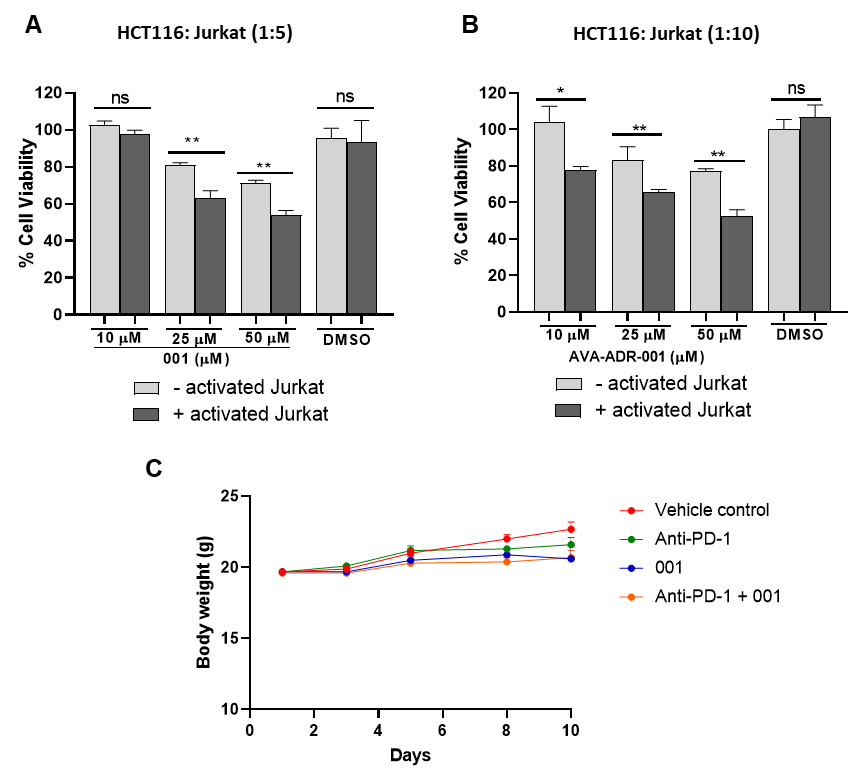 A
HCT116: Jurkat (1:5)
% Cell Viability
120
100
80
60
40
20
0
ns
**
**
ns
10 μM
25 μM
50 μM
DMSO
001 (μM)
- activated Jurkat
+ activated Jurkat
B
HCT116: Jurkat (1:10)
% Cell Viability
120
100
80
60
40
20
0
*
**
**
ns
10 μM
25 μM
50 μM
DMSO
AVA-ADR-001 (μM)
- activated Jurkat
+ activated Jurkat
C
Body weight (g)
25
20
15
10
0
2
4
6
8
10
Days
Vehicle control
Anti-PD-1
001
Anti-PD-1 + 001